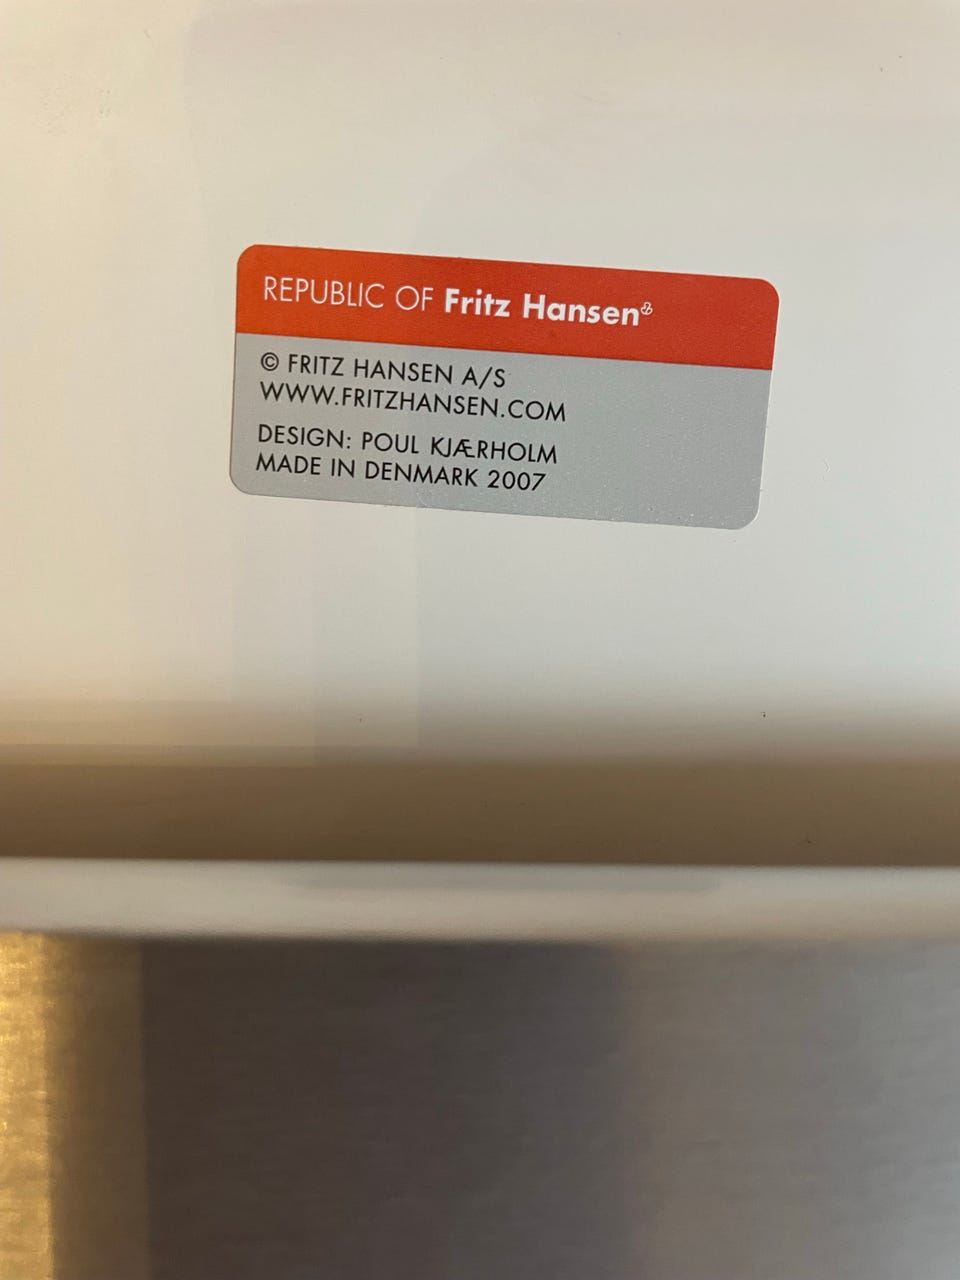 REPUBLIC OF Fritz Hansen
© FRITZ HANSEN A/S
WWW.FRITZHANSEN.COM
DESIGN: POUL KJÆRHOLM
MADE IN DENMARK 2007